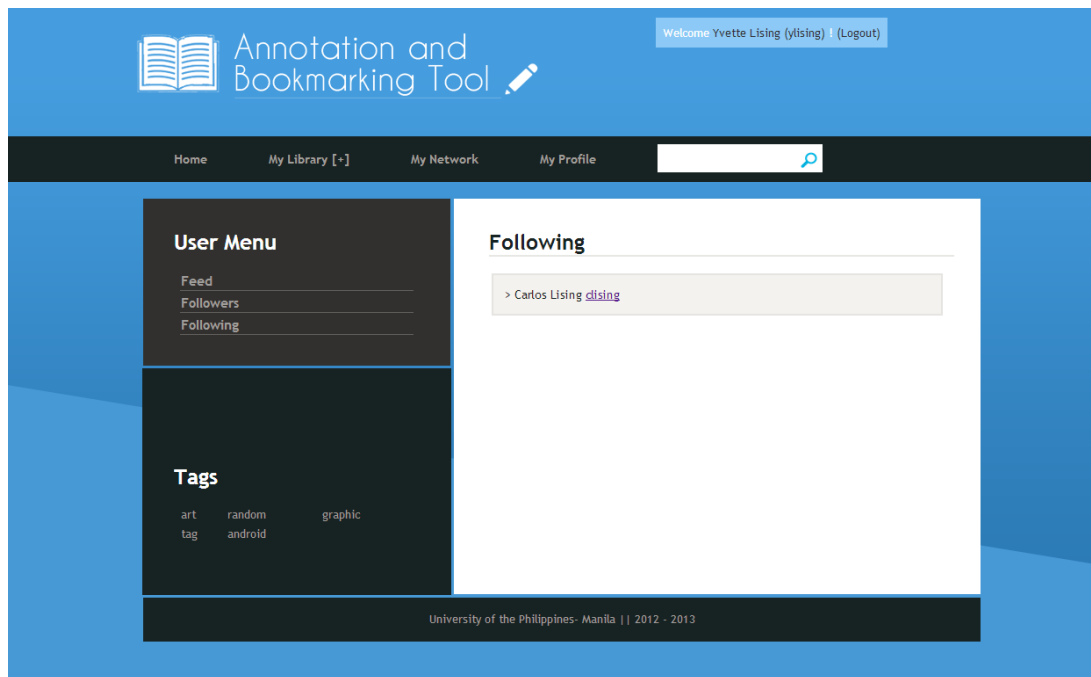 Annotation and
Bookmarking Tool
Welcome Yvette Lising (ylising) ! (Logout)
Home My Library [+] My Network My Profile
User Menu
Feed
Followers
Following
Tags
art random graphic
tag android
Following
> Carlos Lising clising
University of the Philippines- Manila || 2012 - 2013